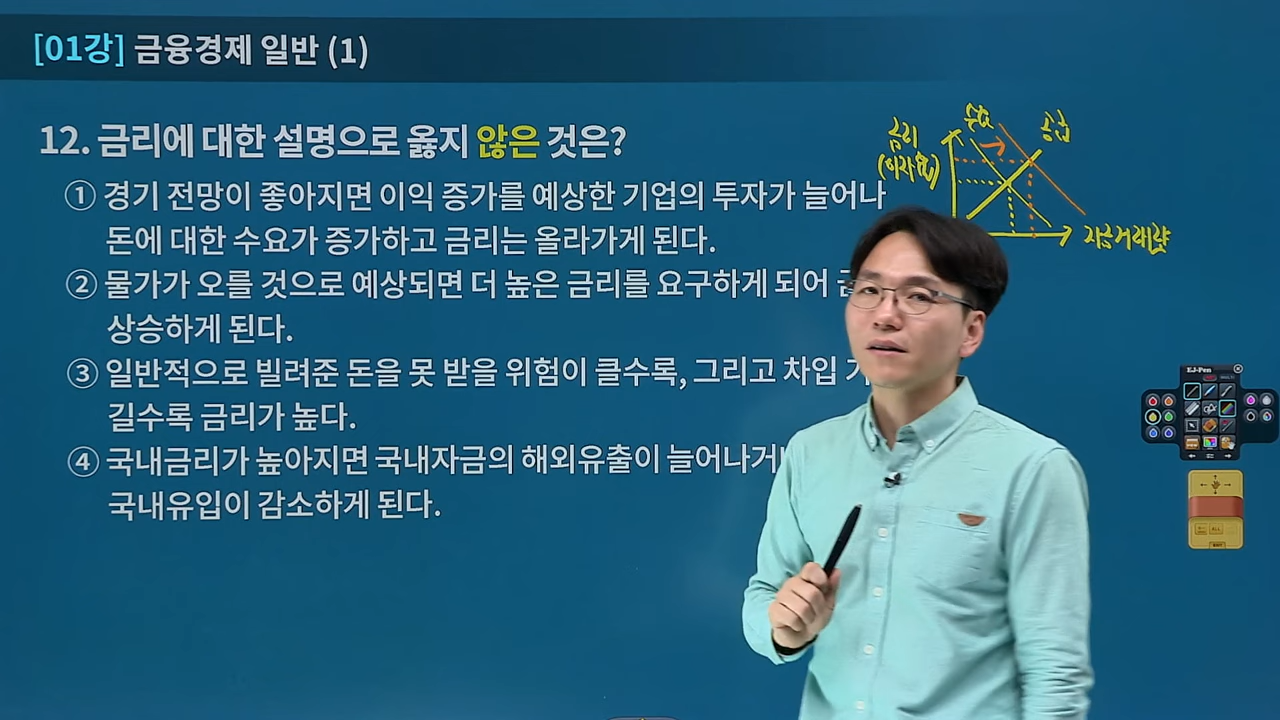 [01강] 금융경제 일반 (1)
12. 금리에 대한 설명으로 옳지 않은 것은?
① 경기 전망이 좋아지면 이익 증가를 예상한 기업의 투자가 늘어나
돈에 대한 수요가 증가하고 금리는 올라가게 된다.
② 물가가 오를 것으로 예상되면 더 높은 금리를 요구하게 되어
상승하게 된다.
③ 일반적으로 빌려준 돈을 못 받을 위험이 클수록, 그리고 차입
길수록 금리가 높다.
④ 국내금리가 높아지면 국내자금의 해외유출이 늘어나거나
국내유입이 감소하게 된다.
금리
(이자율)
수요
공급
자금거래량
EJ-Pen
ALL